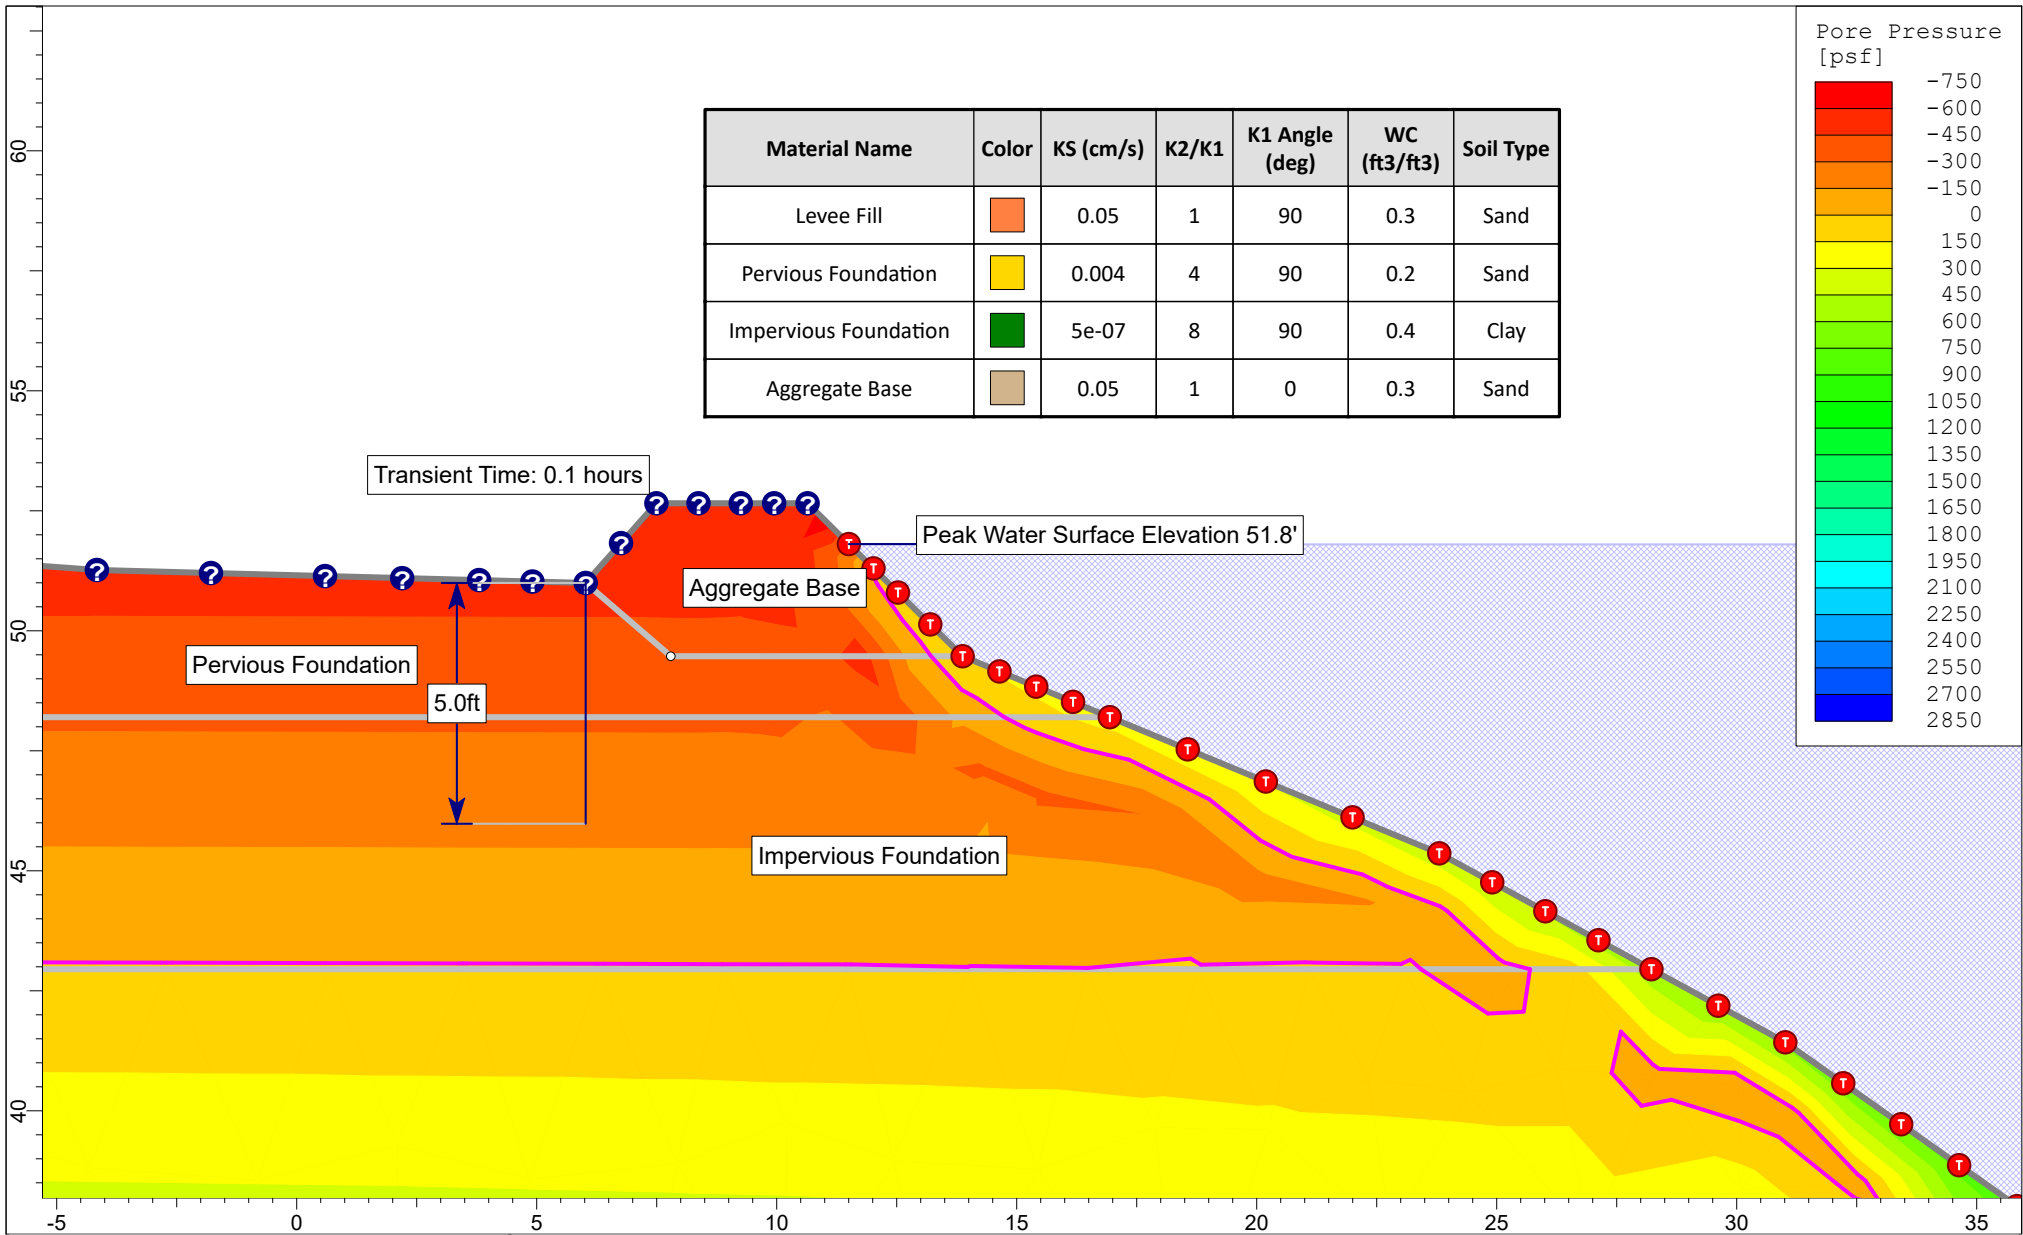 Pore Pressure
[psf]
-750
-600
-450
-300
-150
0
150
300
450
600
750
900
1050
1200
1350
1500
1650
1800
1950
2100
2250
2400
2550
2700
2850
Material Name Color KS (cm/s) K2/K1 K1 Angle (deg) WC (ft3/ft3) Soil Type
Levee Fill 0.05 1 90 0.3 Sand
Pervious Foundation 0.004 4 90 0.2 Sand
Impervious Foundation 5e-07 8 90 0.4 Clay
Aggregate Base 0.05 1 0 0.3 Sand
Transient Time: 0.1 hours
Peak Water Surface Elevation 51.8'
Aggregate Base
Pervious Foundation
5.0ft
Impervious Foundation
60
55
50
45
40
-5 0 5 10 15 20 25 30 35
? ? ? ? ? ? ? ? ? ? ? ? ?
T T T T T T T T T T T T T T T T T T T T T T